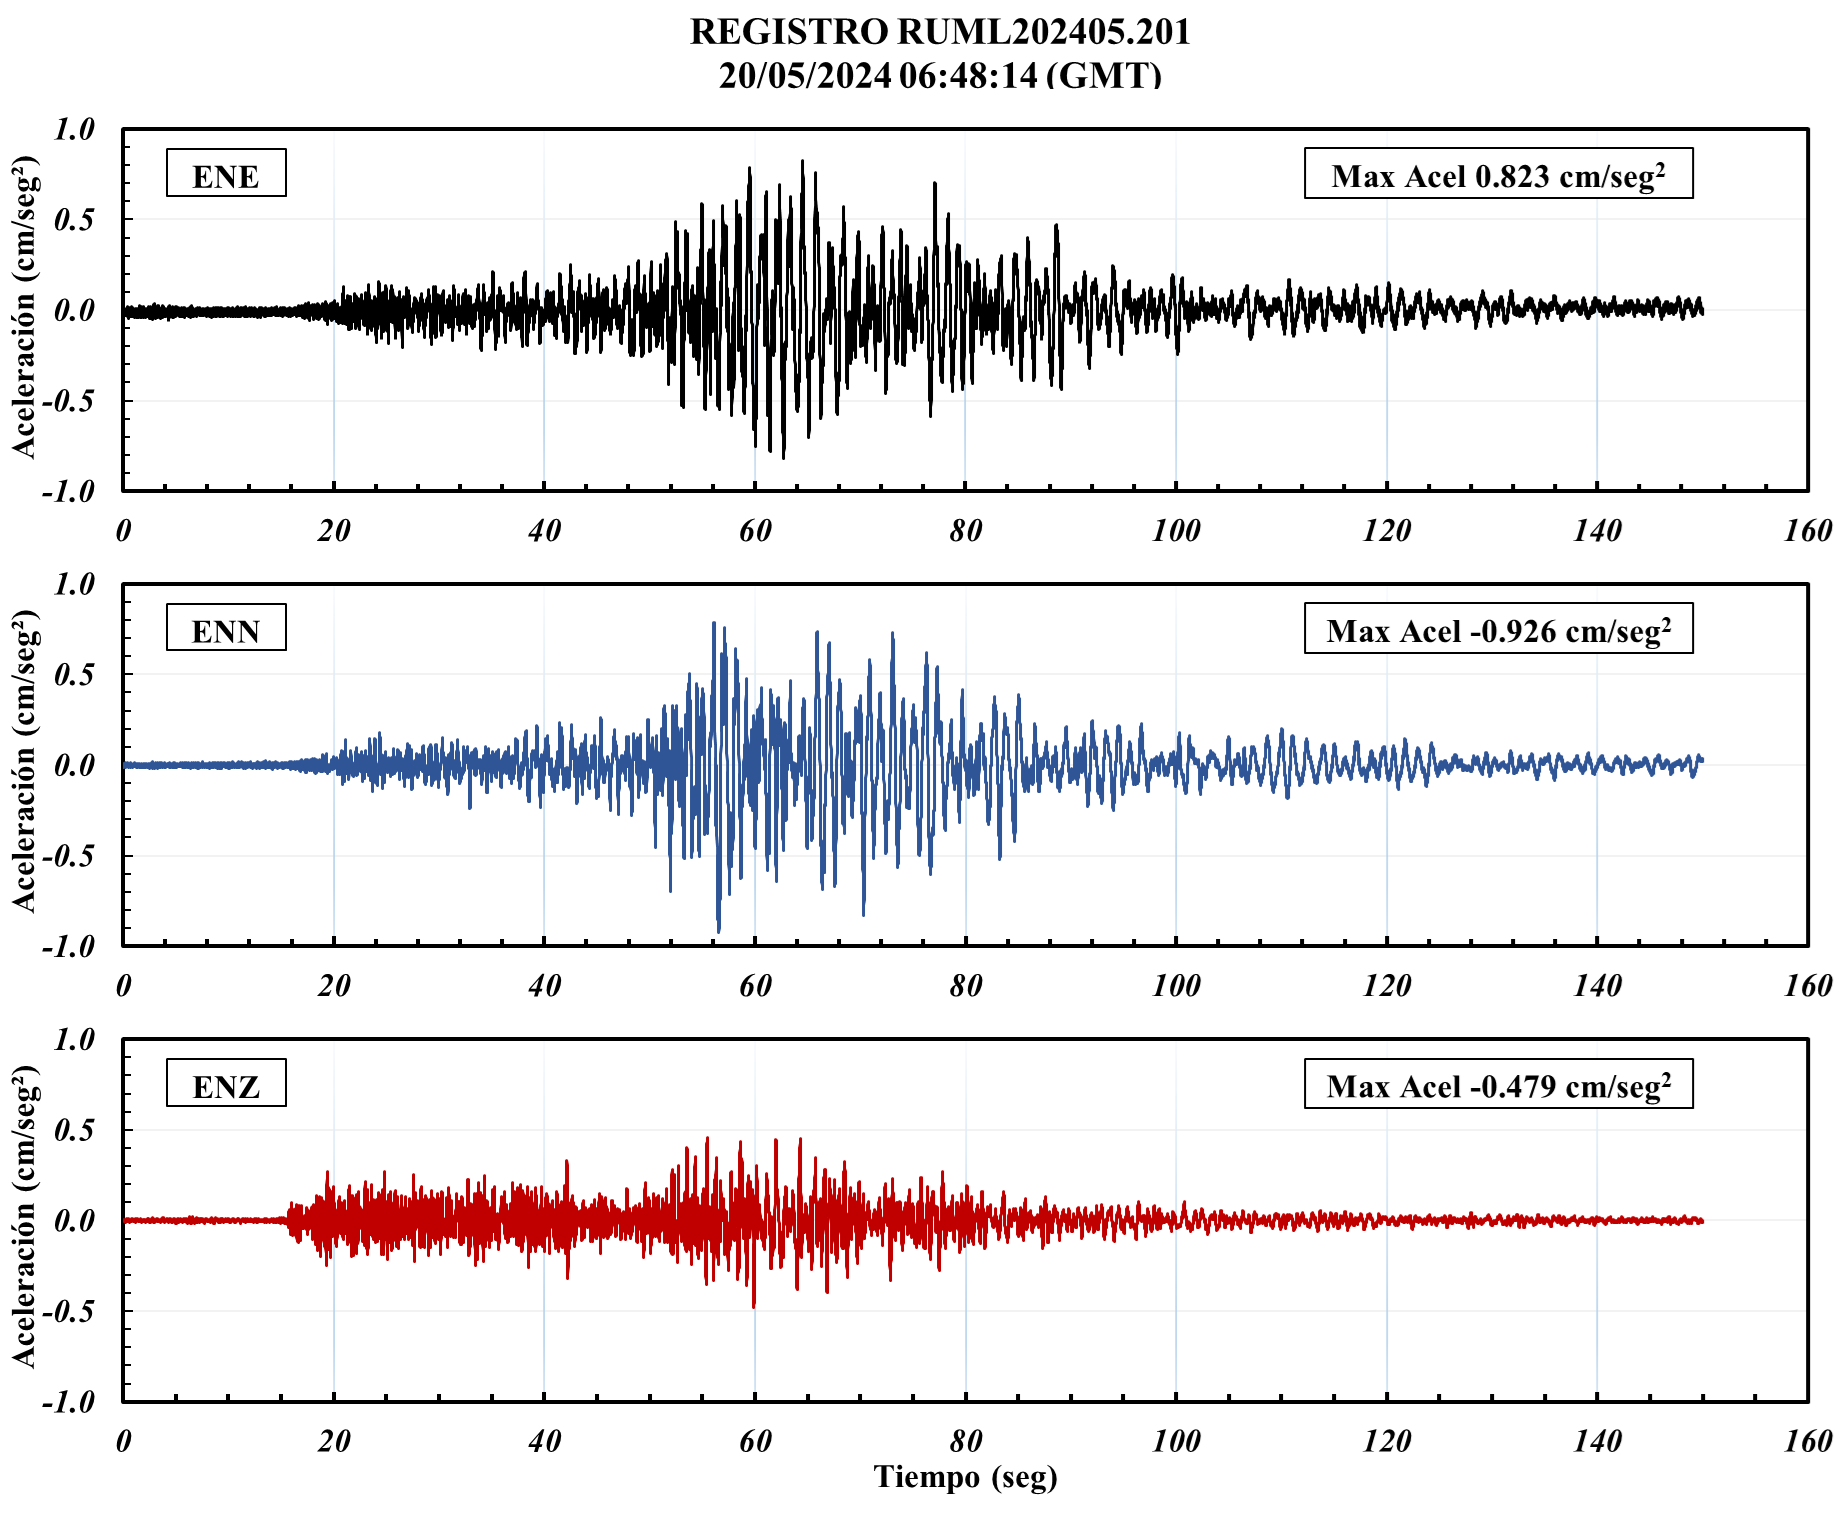 REGISTRO RUML202405.201
20/05/2024 06:48:14 (GMT)
Aceleración (cm/seg²)
1.0
0.5
0.0
-0.5
-1.0
ENE
Max Acel 0.823 cm/seg²
0 20 40 60 80 100 120 140 160
Aceleración (cm/seg²)
1.0
0.5
0.0
-0.5
-1.0
ENN
Max Acel -0.926 cm/seg²
0 20 40 60 80 100 120 140 160
Aceleración (cm/seg²)
1.0
0.5
0.0
-0.5
-1.0
ENZ
Max Acel -0.479 cm/seg²
0 20 40 60 80 100 120 140 160
Tiempo (seg)